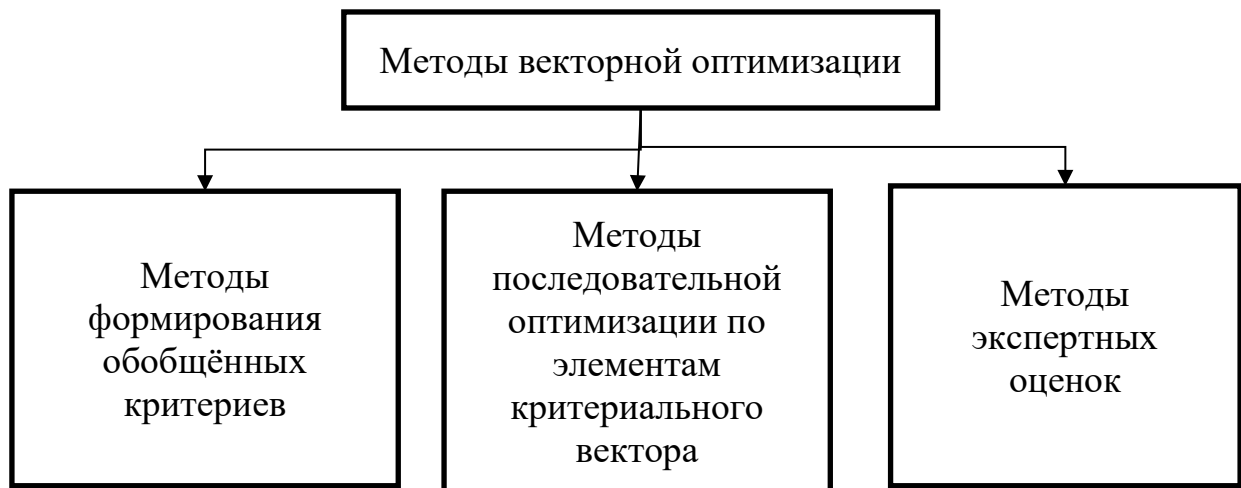 Методы векторной оптимизации
Методы
формирования
обобщённых
критериев
Методы
последовательной
оптимизации по
элементам
критериального
вектора
Методы
экспертных
оценок